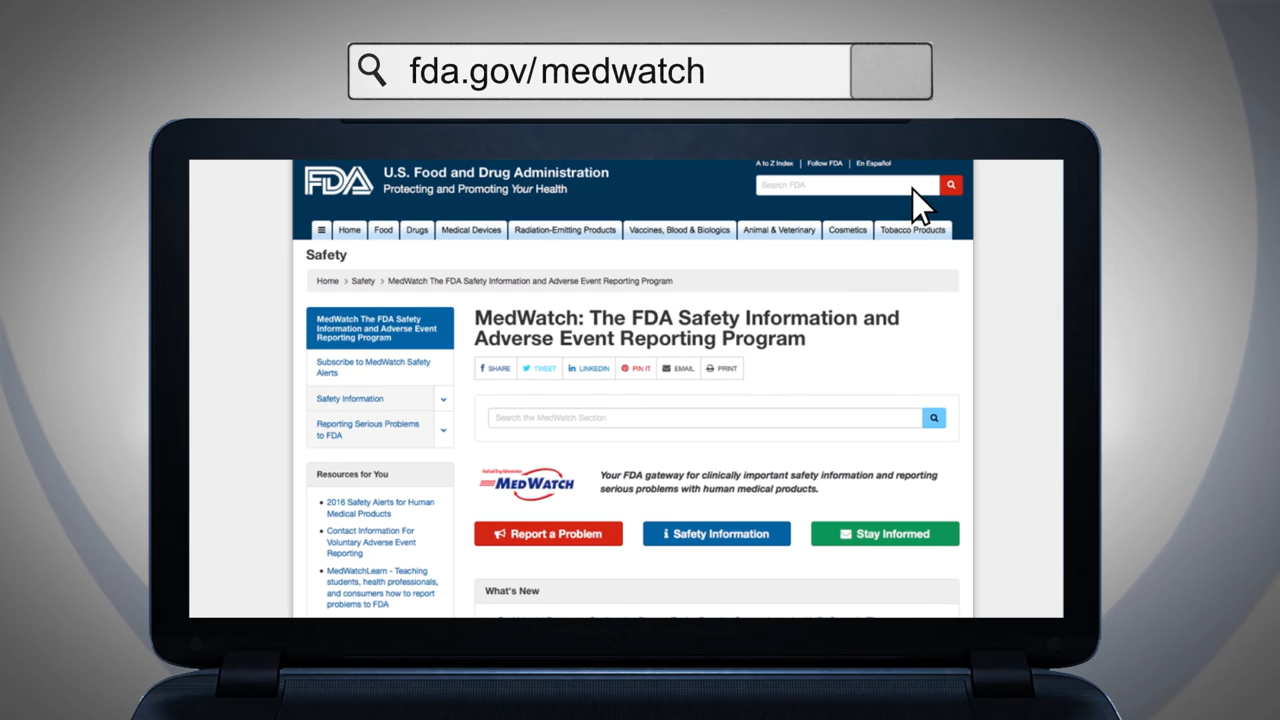 fda.gov/medwatch
A to Z Index | Follow FDA | En Español
FDA
U.S. Food and Drug Administration
Protecting and Promoting Your Health
Search FDA
Home
Food
Drugs
Medical Devices
Radiation-Emitting Products
Vaccines, Blood & Biologics
Animal & Veterinary
Cosmetics
Tobacco Products
Safety
Home > Safety > MedWatch The FDA Safety Information and Adverse Event Reporting Program
MedWatch The FDA Safety
Information and Adverse Event
Reporting Program
Subscribe to MedWatch Safety
Alerts
Safety Information
Reporting Serious Problems
to FDA
Resources for You
• 2016 Safety Alerts for Human
Medical Products
• Contact Information For
Voluntary Adverse Event
Reporting
• MedWatchLearn - Teaching
students, health professionals,
and consumers how to report
problems to FDA
MedWatch: The FDA Safety Information and
Adverse Event Reporting Program
SHARE
TWEET
LINKEDIN
PIN IT
EMAIL
PRINT
Search the MedWatch Section
MEDWATCH
Your FDA gateway for clinically important safety information and reporting
serious problems with human medical products.
Report a Problem
Safety Information
Stay Informed
What's New